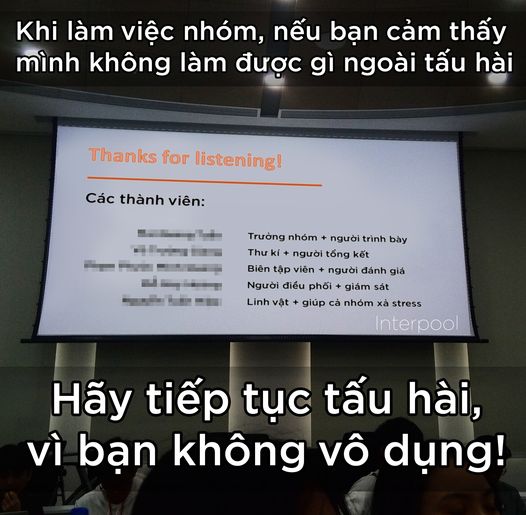 Khi làm việc nhóm, nếu bạn cảm thấy
mình không làm được gì ngoài tấu hài
Thanks for listening!
Các thành viên:
Trưởng nhóm + người trình bày
Thư kí + người tổng kết
Biên tập viên + người đánh giá
Người điều phối + giám sát
Linh vật + giúp cả nhóm xả stress
Interpool
Hãy tiếp tục tấu hài,
vì bạn không vô dụng!